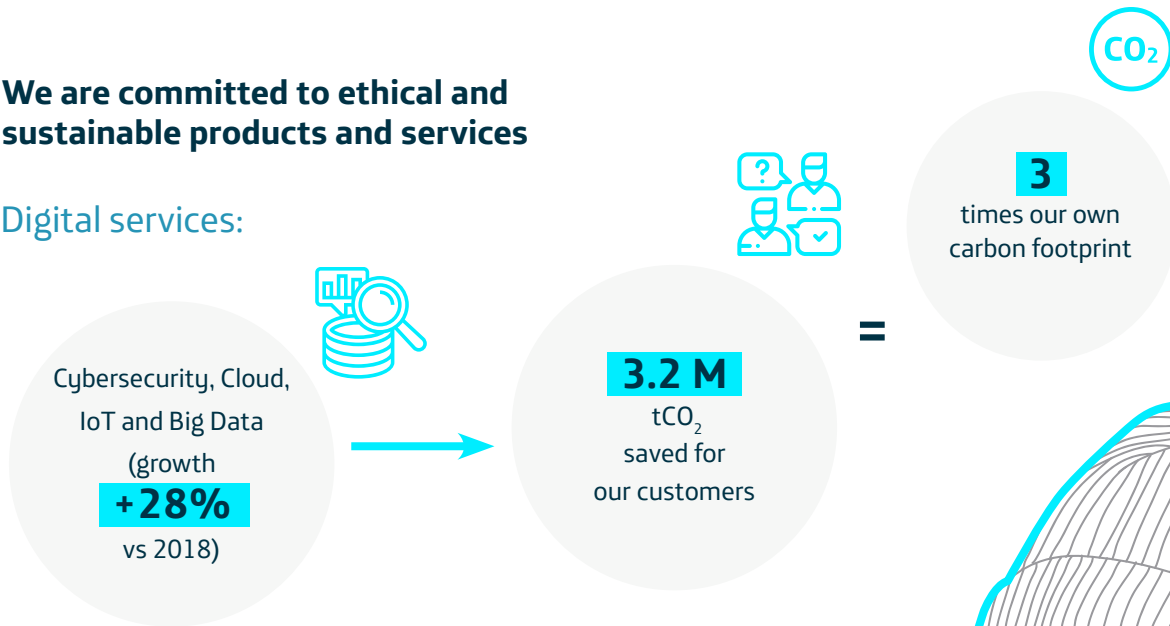 We are committed to ethical and
sustainable products and services
Digital services:
Cybersecurity, Cloud,
IoT and Big Data
(growth
+28%
vs 2018)
3.2 M
tCO₂
saved for
our customers
=
CO₂
3
times our own
carbon footprint
?